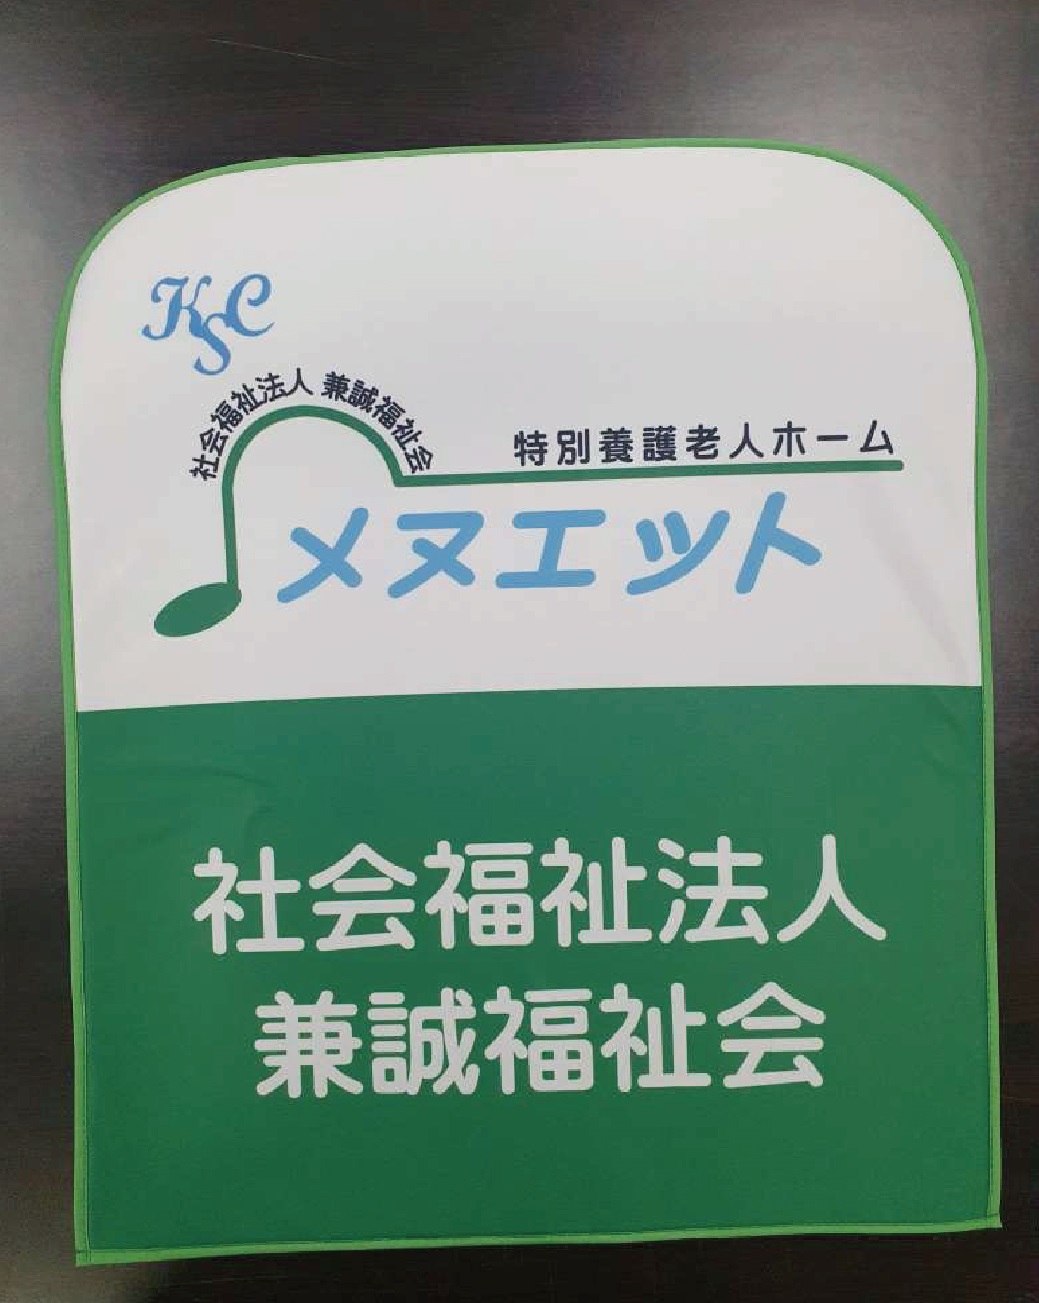 KSC
社会福祉法人 兼誠福祉会
特別養護老人ホーム
メヌエット
社会福祉法人
兼誠福祉会